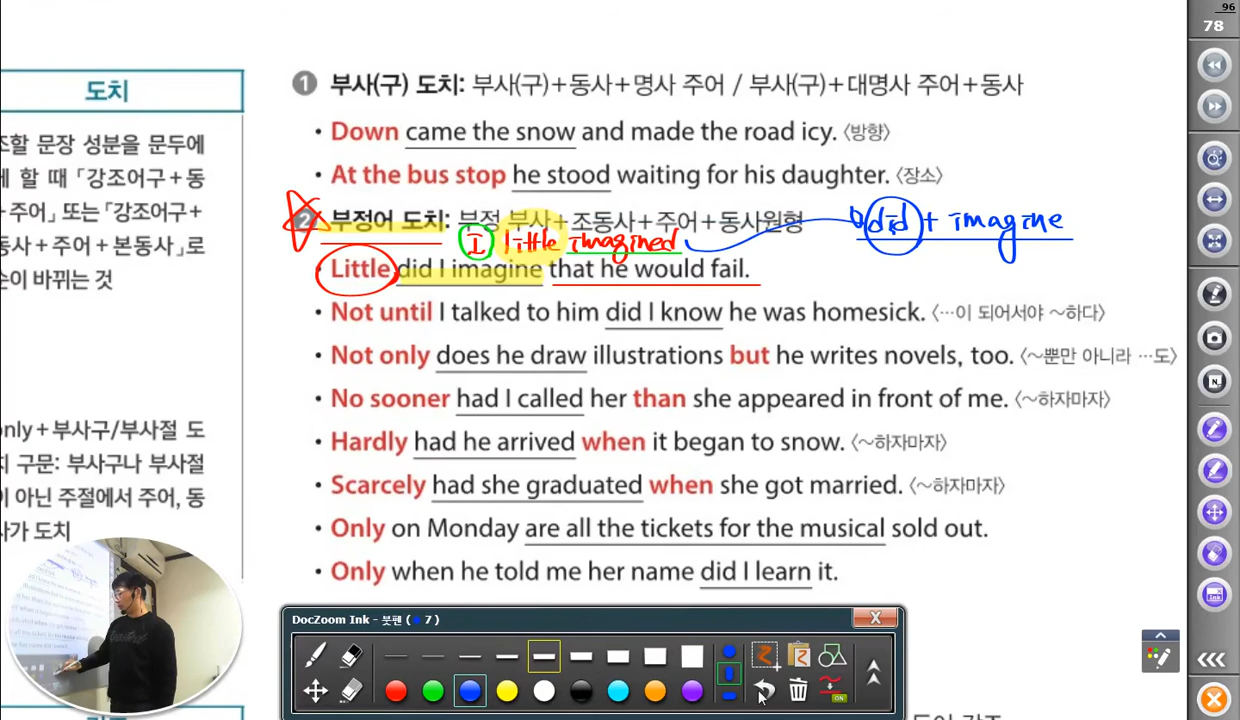 96
78
도치
조할 문장 성분을 문두에
에 할 때 「강조어구+동
+주어」 또는 「강조어구+
동사+주어+본동사」로
순이 바뀌는 것
only+부사구/부사절 도
치 구문: 부사구나 부사절
이 아닌 주절에서 주어, 동
사가 도치
1 부사(구) 도치: 부사(구)+동사+명사 주어 / 부사(구)+대명사 주어+동사
• Down came the snow and made the road icy. 〈방향〉
• At the bus stop he stood waiting for his daughter. 〈장소〉
2 부정어 도치: 부정 부사+조동사+주어+동사원형
did + imagine
I little imagined
• Little did I imagine that he would fail.
• Not until I talked to him did I know he was homesick. 〈…이 되어서야 ~하다〉
• Not only does he draw illustrations but he writes novels, too. 〈~뿐만 아니라 …도〉
• No sooner had I called her than she appeared in front of me. 〈~하자마자〉
• Hardly had he arrived when it began to snow. 〈~하자마자〉
• Scarcely had she graduated when she got married. 〈~하자마자〉
• Only on Monday are all the tickets for the musical sold out.
• Only when he told me her name did I learn it.
DocZoom Ink - 붓펜 ( 7 )
ON